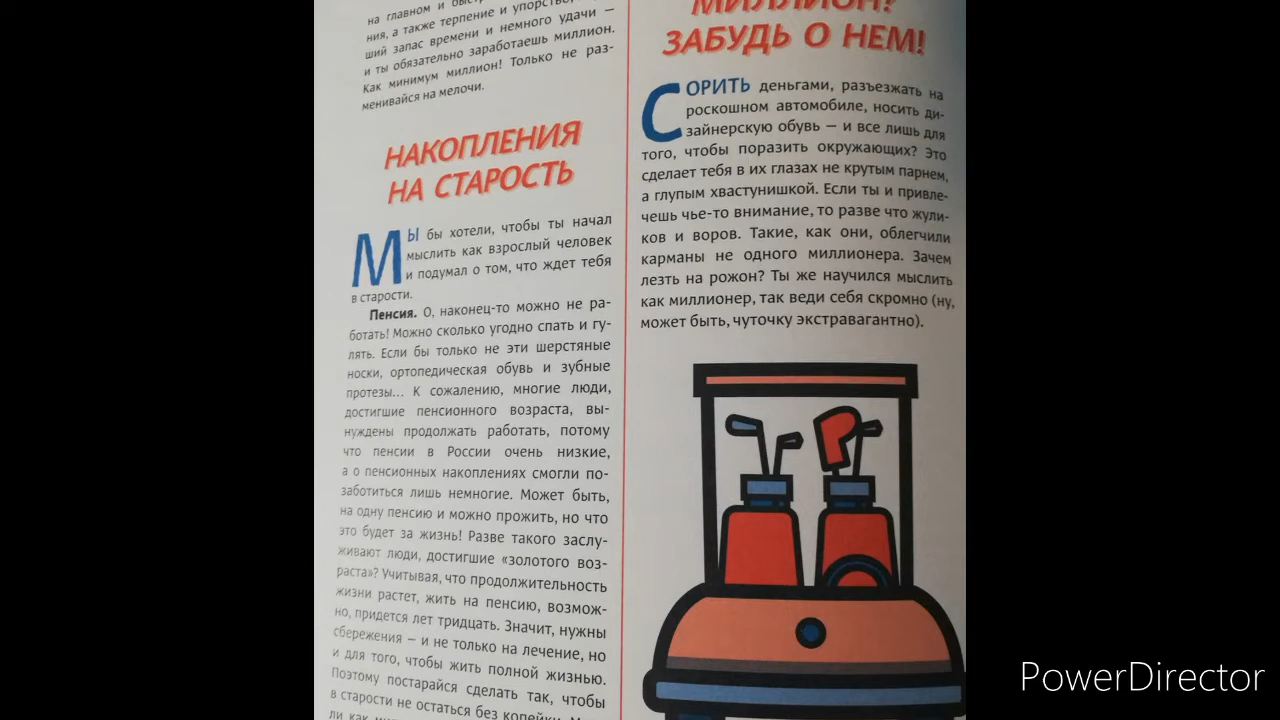 на главном и
ния, а также терпение и
ший запас времени и немного удачи —
и ты обязательно заработаешь миллион.
Как минимум миллион! Только не раз-
менивайся на мелочи.
НАКОПЛЕНИЯ
НА СТАРОСТЬ
МЫ бы хотели, чтобы ты начал
мыслить как взрослый человек
и подумал о том, что ждет тебя
в старости.
Пенсия. О, наконец-то можно не ра-
ботать! Можно сколько угодно спать и гу-
лять. Если бы только не эти шерстяные
носки, ортопедическая обувь и зубные
протезы... К сожалению, многие люди,
достигшие пенсионного возраста, вы-
нуждены продолжать работать, потому
что пенсии в России очень низкие,
а о пенсионных накоплениях смогли по-
заботиться лишь немногие. Может быть,
на одну пенсию и можно прожить, но что
это будет за жизнь! Разве такого заслу-
живают люди, достигшие «золотого воз-
раста»? Учитывая, что продолжительность
жизни растет, жить на пенсию, возмож-
но, придется лет тридцать. Значит, нужны
сбережения — и не только на лечение, но
и для того, чтобы жить полной жизнью.
Поэтому постарайся сделать так, чтобы
в старости не остаться без копейки.
ли как
МИЛЛИОН?
ЗАБУДЬ О НЕМ!
СОРИТЬ деньгами, разъезжать на
роскошном автомобиле, носить ди-
зайнерскую обувь — и все лишь для
того, чтобы поразить окружающих? Это
сделает тебя в их глазах не крутым парнем,
а глупым хвастунишкой. Если ты и привле-
чешь чье-то внимание, то разве что жули-
ков и воров. Такие, как они, облегчили
карманы не одного миллионера. Зачем
лезть на рожон? Ты же научился мыслить
как миллионер, так веди себя скромно (ну,
может быть, чуточку экстравагантно).
PowerDirector